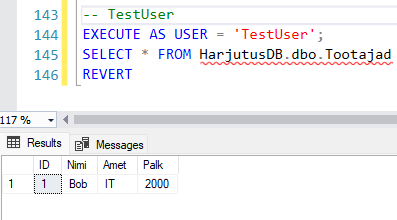 143 -- TestUser
144 EXECUTE AS USER = 'TestUser';
145 SELECT * FROM HarjutusDB.dbo.Tootajad
146 REVERT
117 %
Results Messages
ID Nimi Amet Palk
1 1 Bob IT 2000